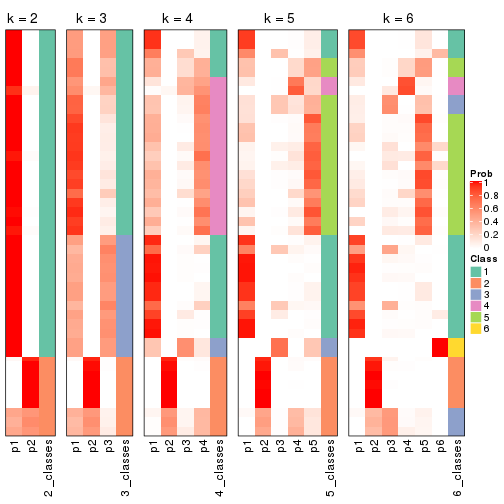 k = 2
k = 3
k = 4
k = 5
k = 6
Prob
1
0.8
0.6
0.4
0.2
0
Class
1
2
3
4
5
6
p1
p2
2_classes
p1
p2
p3
3_classes
p1
p2
p3
p4
4_classes
p1
p2
p3
p4
p5
5_classes
p1
p2
p3
p4
p5
p6
6_classes